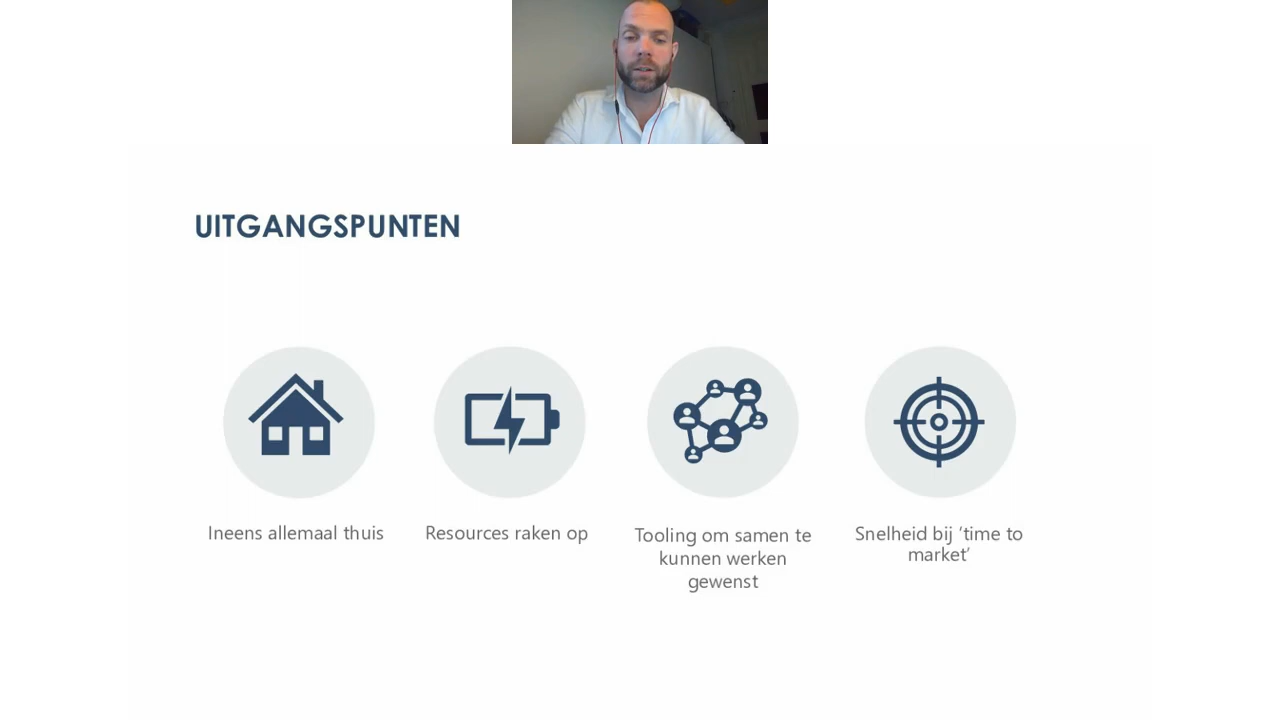 UITGANGSPUNTEN
Ineens allemaal thuis
Resources raken op
Tooling om samen te
kunnen werken
gewenst
Snelheid bij ‘time to
market’